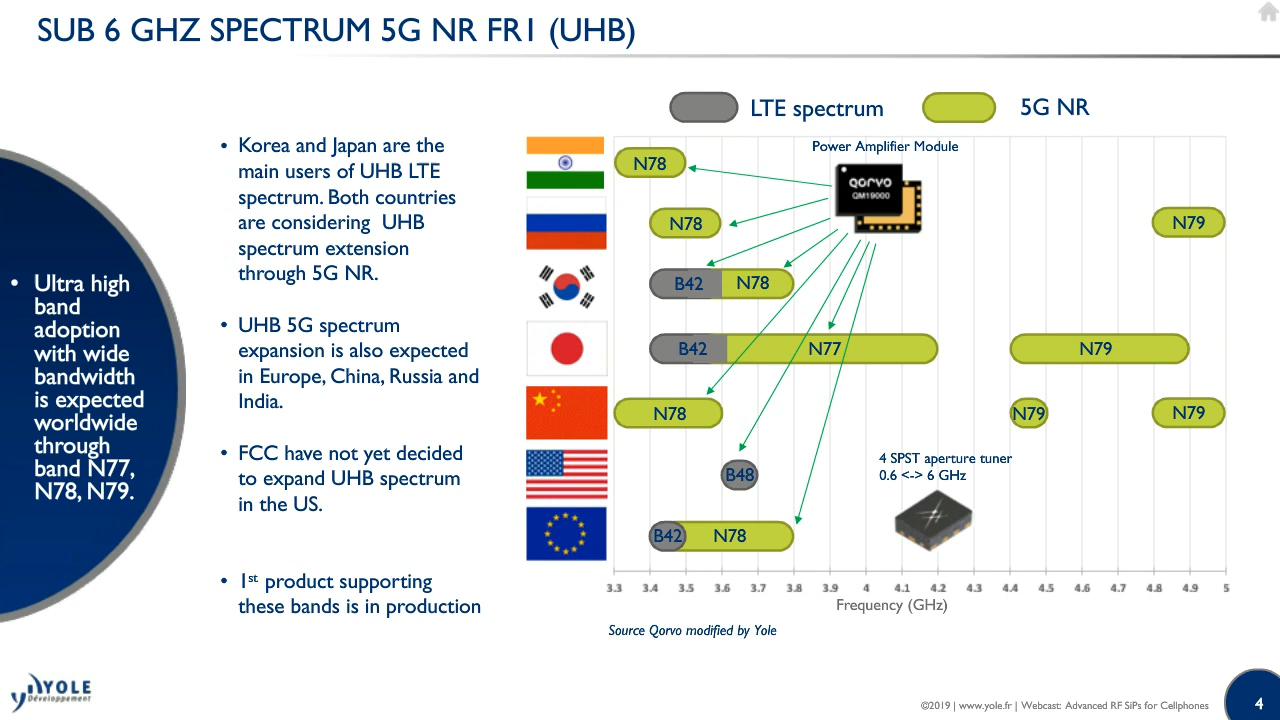 SUB 6 GHZ SPECTRUM 5G NR FR1 (UHB)
• Ultra high
band
adoption
with wide
bandwidth
is expected
worldwide
through
band N77,
N78, N79.
• Korea and Japan are the
main users of UHB LTE
spectrum. Both countries
are considering UHB
spectrum extension
through 5G NR.
• UHB 5G spectrum
expansion is also expected
in Europe, China, Russia and
India.
• FCC have not yet decided
to expand UHB spectrum
in the US.
• 1st product supporting
these bands is in production
LTE spectrum
5G NR
Power Amplifier Module
QORVO
QM19000
N78
N78
N79
B42 N78
B42 N77 N79
N78 N79 N79
B48
4 SPST aperture tuner
0.6 <-> 6 GHz
B42 N78
3.3 3.4 3.5 3.6 3.7 3.8 3.9 4 4.1 4.2 4.3 4.4 4.5 4.6 4.7 4.8 4.9 5
Frequency (GHz)
Source Qorvo modified by Yole
YOLE
Développement
©2019 | www.yole.fr | Webcast: Advanced RF SiPs for Cellphones
4